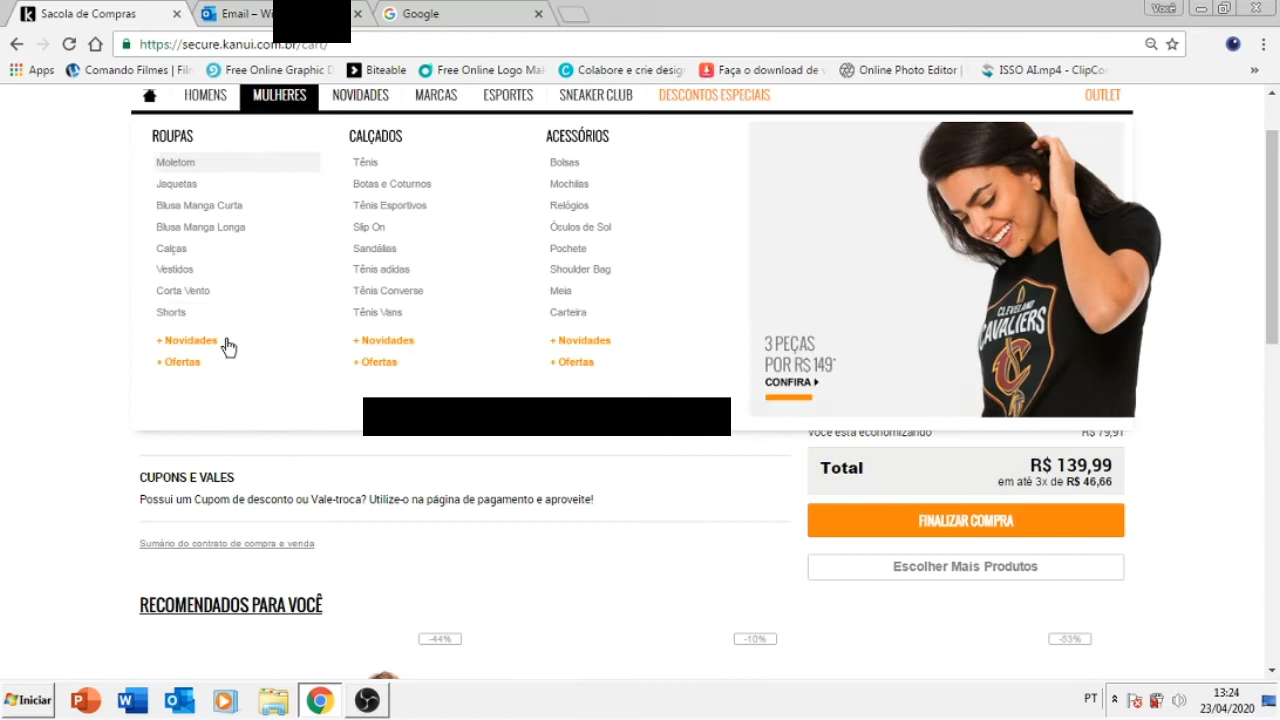 Sacola de Compras
Email – Wi
Google
Você
https://secure.kanui.com.br/cart/
Apps
Comando Filmes | Fil
Free Online Graphic D
Biteable
Free Online Logo Mak
Colabore e crie desig
Faça o download de v
Online Photo Editor |
ISSO AI.mp4 - ClipCo
»
HOMENS
MULHERES
NOVIDADES
MARCAS
ESPORTES
SNEAKER CLUB
DESCONTOS ESPECIAIS
OUTLET
ROUPAS
Moletom
Jaquetas
Blusa Manga Curta
Blusa Manga Longa
Calças
Vestidos
Corta Vento
Shorts
+ Novidades
+ Ofertas
CALÇADOS
Tênis
Botas e Coturnos
Tênis Esportivos
Slip On
Sandálias
Tênis adidas
Tênis Converse
Tênis Vans
+ Novidades
+ Ofertas
ACESSÓRIOS
Bolsas
Mochilas
Relógios
Óculos de Sol
Pochete
Shoulder Bag
Meia
Carteira
+ Novidades
+ Ofertas
CLEVELAND
CAVALIERS
3 PEÇAS
POR R$ 149*
CONFIRA
Você está economizando R$ 79,91
CUPONS E VALES
Possui um Cupom de desconto ou Vale-troca? Utilize-o na página de pagamento e aproveite!
Sumário do contrato de compra e venda
Total R$ 139,99
em até 3x de R$ 46,66
FINALIZAR COMPRA
Escolher Mais Produtos
RECOMENDADOS PARA VOCÊ
-44%
-10%
-53%
Iniciar
PT
13:24
23/04/2020